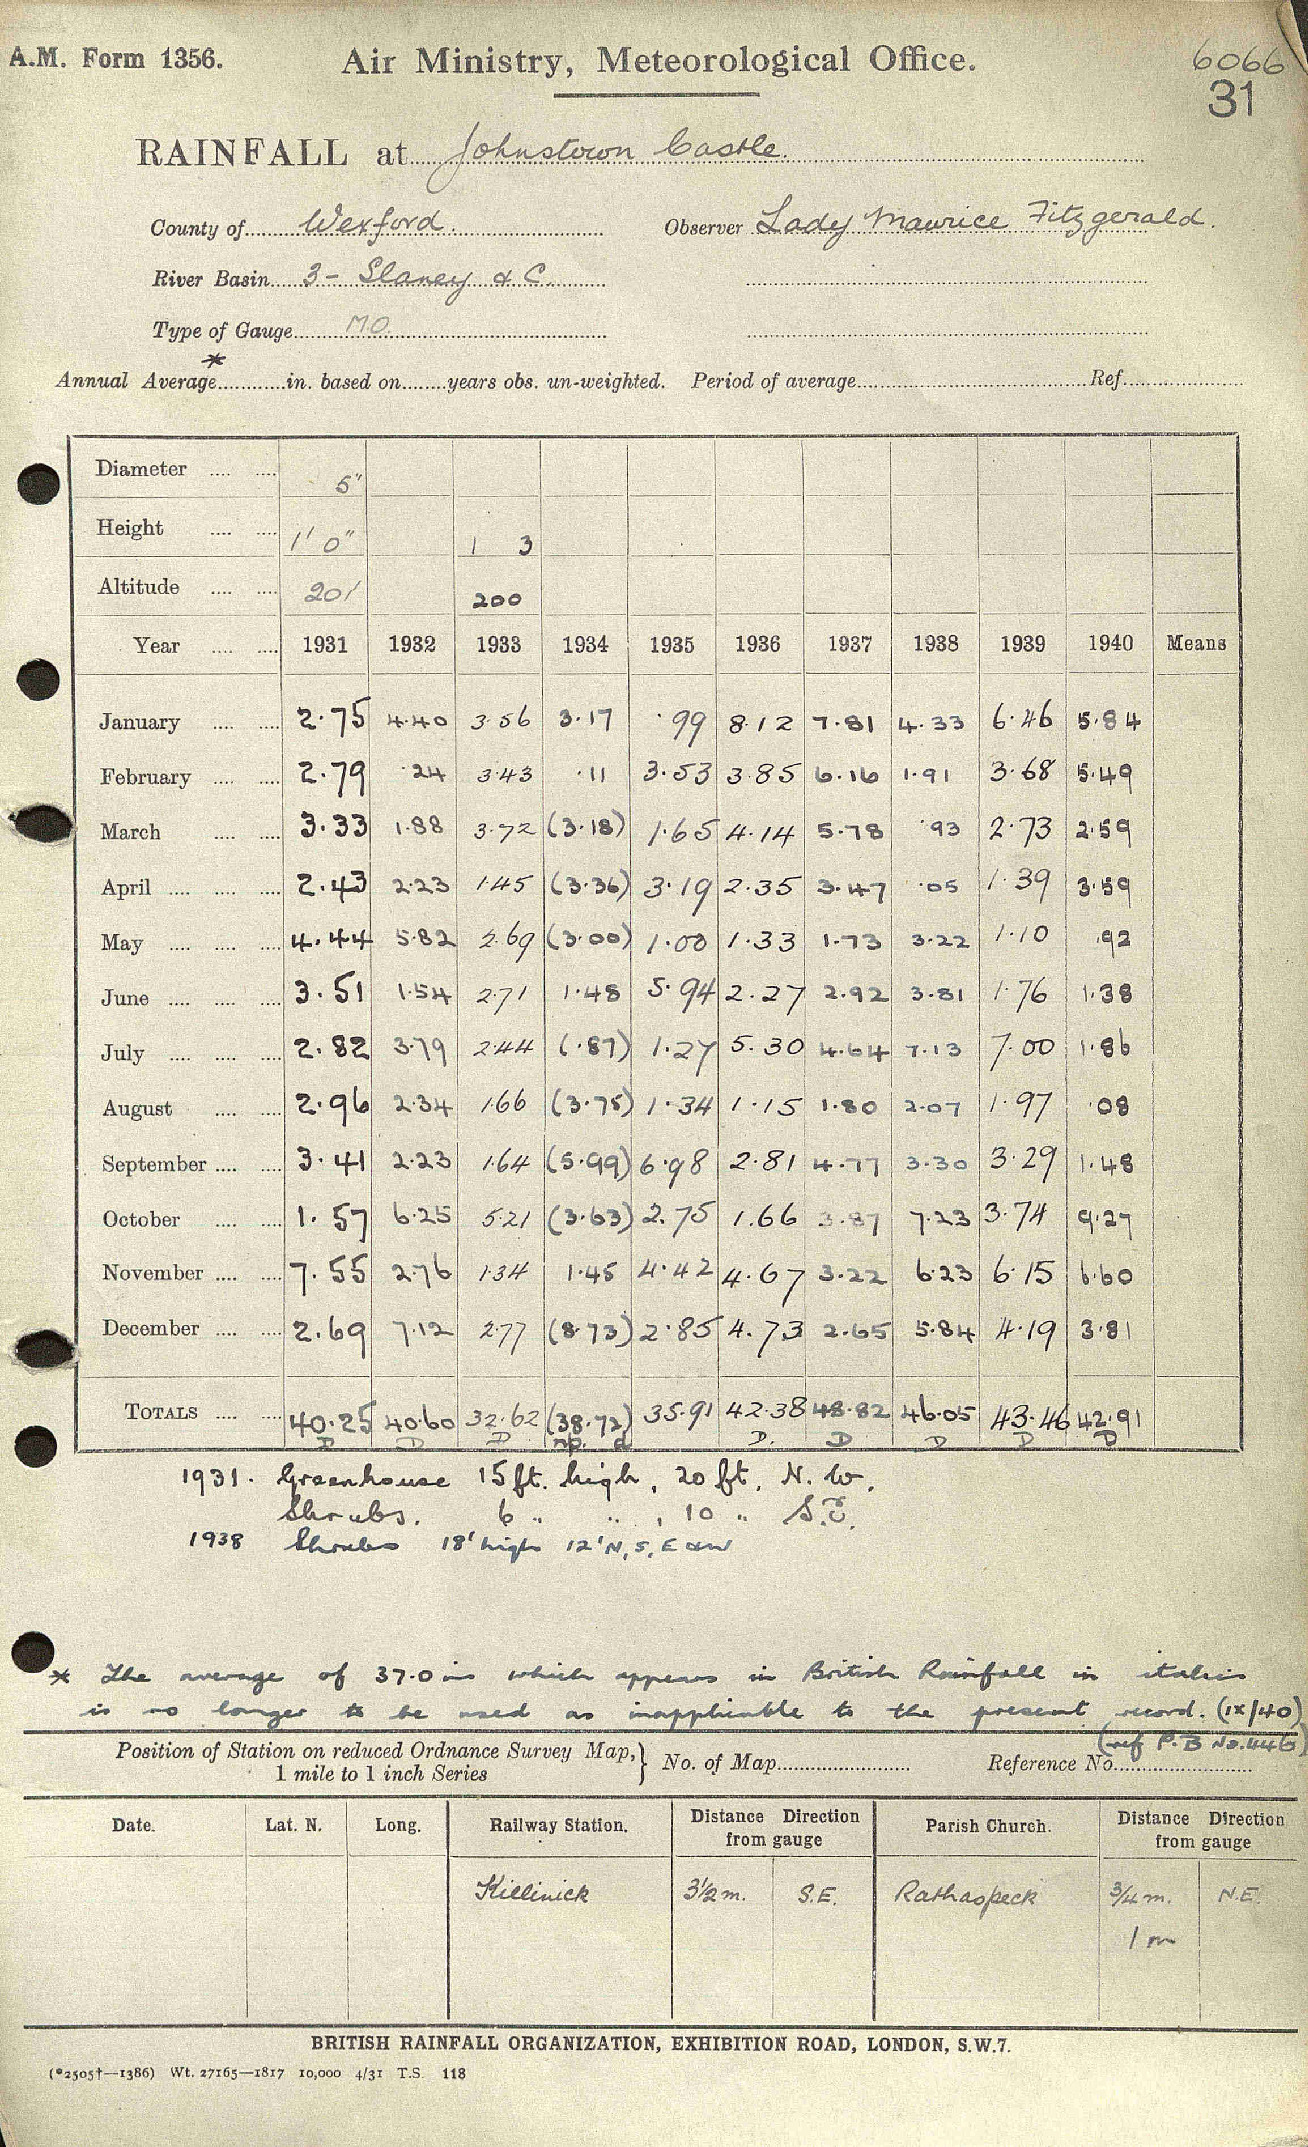 A.M. Form 1356. Air Ministry, Meteorological Office. 6066
31
RAINFALL at Johnstown Castle.
County of Wexford. Observer Lady Maurice Fitzgerald.
River Basin 3 - Slaney & C.
Type of Gauge M.O.
*
Annual Average in. based on years obs. un-weighted. Period of average Ref.
Diameter 5"
Height 1' 0" 1 3
Altitude 201 200
Year 1931 1932 1933 1934 1935 1936 1937 1938 1939 1940 Means
January 2.75 4.40 3.56 3.17 .99 8.12 7.81 4.33 6.46 5.84
February 2.79 .24 3.43 .11 3.53 3.85 6.16 1.91 3.68 5.49
March 3.33 1.88 3.72 (3.18) 1.65 4.14 5.78 .93 2.73 2.59
April 2.43 2.23 1.45 (3.36) 3.19 2.35 3.47 .05 1.39 3.59
May 4.44 5.82 2.69 (3.00) 1.00 1.33 1.73 3.22 1.10 .92
June 3.51 1.54 2.71 1.48 5.94 2.27 2.92 3.81 1.76 1.38
July 2.82 3.79 2.44 (.87) 1.27 5.30 4.64 7.13 7.00 1.86
August 2.96 2.34 1.66 (3.75) 1.34 1.15 1.80 2.07 1.97 .08
September 3.41 2.23 1.64 (5.99) 6.98 2.81 4.77 3.30 3.29 1.48
October 1.57 6.25 5.21 (3.63) 2.75 1.66 3.87 7.23 3.74 9.27
November 7.55 2.76 1.34 1.45 4.42 4.67 3.22 6.23 6.15 6.60
December 2.69 7.12 2.77 (8.73) 2.85 4.73 2.65 5.84 4.19 3.81
TOTALS 40.25 40.60 32.62 (38.72) 35.91 42.38 48.82 46.05 43.46 42.91
D D D np. d D. D D D D
1931. Greenhouse 15 ft. high, 20 ft. N.W.
Shrubs. 6 " " , 10 " S.E.
1938 Shrubs 18' high 12' N, S, E and W
* The average of 37.0 in which appears in British Rainfall in italics
is no longer to be used as inapplicable to the present record. (IX/40)
(ref P.B No. 446)
Position of Station on reduced Ordnance Survey Map, } No. of Map Reference No.
1 mile to 1 inch Series
Date. Lat. N. Long. Railway Station. Distance Direction from gauge Parish Church. Distance Direction from gauge
Killinick 3½ m. S.E. Rathaspeck ¾ m. N.E.
1 m
BRITISH RAINFALL ORGANIZATION, EXHIBITION ROAD, LONDON, S.W.7.
(*2505†—1386) Wt. 27165—1817 10,000 4/31 T.S. 118